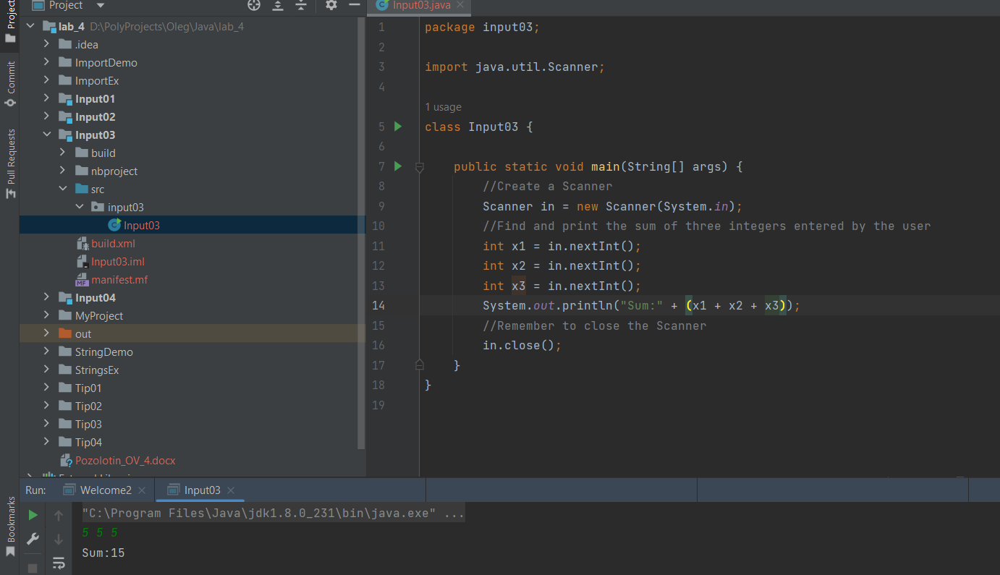 Project
Input03.java
Project
Commit
Pull Requests
Bookmarks
lab_4 D:\PolyProjects\Oleg\Java\lab_4
.idea
ImportDemo
ImportEx
Input01
Input02
Input03
build
nbproject
src
input03
Input03
build.xml
Input03.iml
manifest.mf
Input04
MyProject
out
StringDemo
StringsEx
Tip01
Tip02
Tip03
Tip04
Pozolotin_OV_4.docx
1 package input03;
2
3 import java.util.Scanner;
4
1 usage
5 class Input03 {
6
7 public static void main(String[] args) {
8 //Create a Scanner
9 Scanner in = new Scanner(System.in);
10 //Find and print the sum of three integers entered by the user
11 int x1 = in.nextInt();
12 int x2 = in.nextInt();
13 int x3 = in.nextInt();
14 System.out.println("Sum:" + (x1 + x2 + x3));
15 //Remember to close the Scanner
16 in.close();
17 }
18 }
19
Run: Welcome2 Input03
"C:\Program Files\Java\jdk1.8.0_231\bin\java.exe" ...
5 5 5
Sum:15